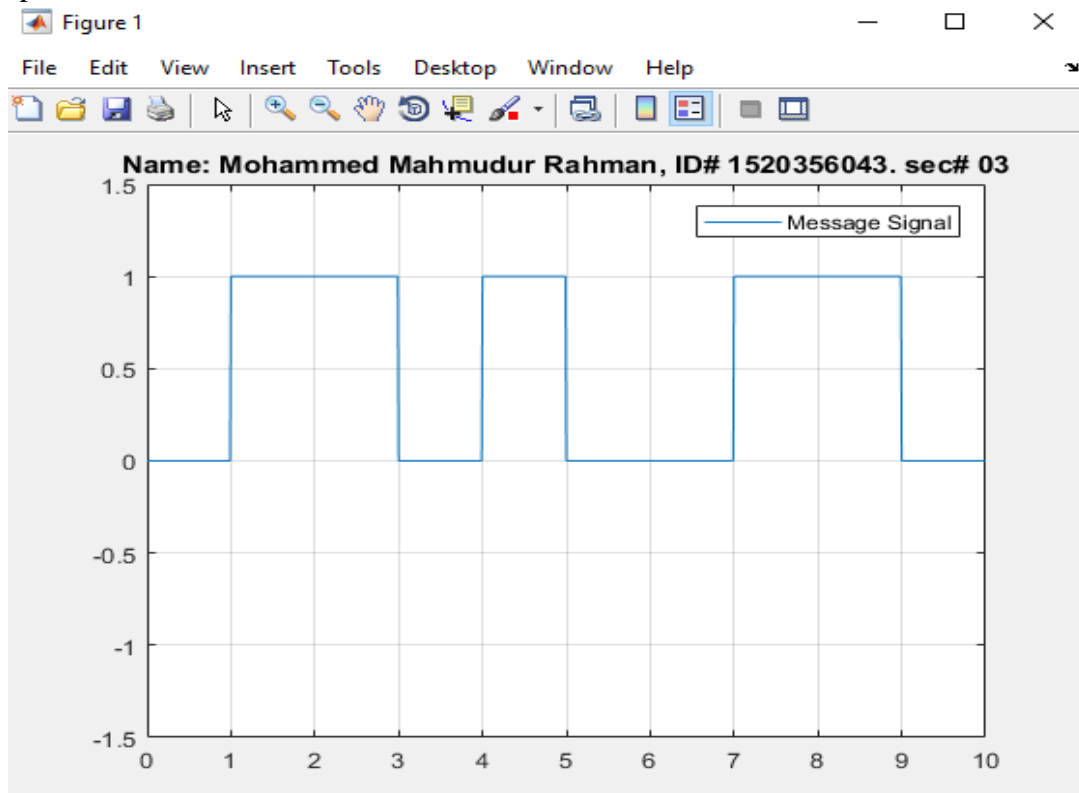 Figure 1
File Edit View Insert Tools Desktop Window Help
Name: Mohammed Mahmudur Rahman, ID# 1520356043. sec# 03
Message Signal
1.5
1
0.5
0
-0.5
-1
-1.5
0 1 2 3 4 5 6 7 8 9 10